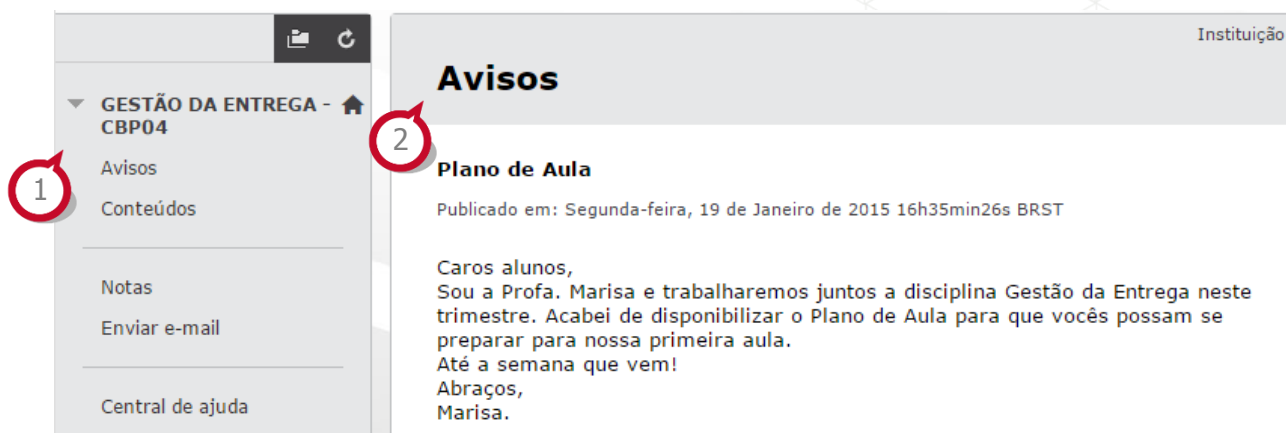 GESTÃO DA ENTREGA -
CBP04
1
Avisos
Conteúdos
Notas
Enviar e-mail
Central de ajuda
Instituição
Avisos
2
Plano de Aula
Publicado em: Segunda-feira, 19 de Janeiro de 2015 16h35min26s BRST
Caros alunos,
Sou a Profa. Marisa e trabalharemos juntos a disciplina Gestão da Entrega neste
trimestre. Acabei de disponibilizar o Plano de Aula para que vocês possam se
preparar para nossa primeira aula.
Até a semana que vem!
Abraços,
Marisa.